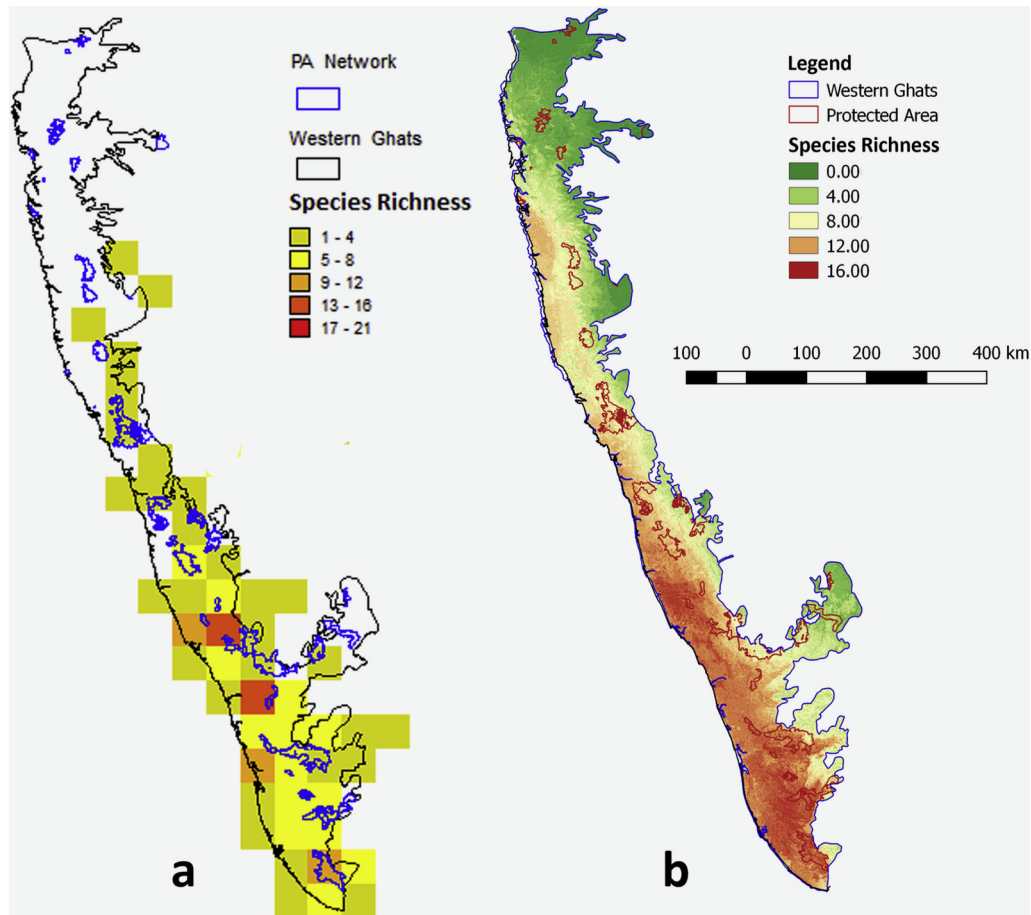 PA Network
Western Ghats
Species Richness
1 - 4
5 - 8
9 - 12
13 - 16
17 - 21
a
Legend
Western Ghats
Protected Area
Species Richness
0.00
4.00
8.00
12.00
16.00
100 0 100 200 300 400 km
b